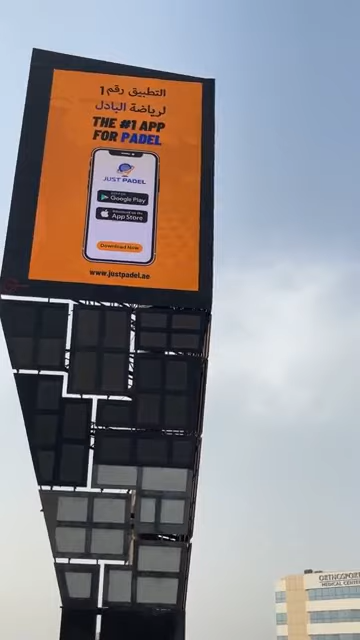 التطبيق رقم 1
لرياضة البادل
THE #1 APP
FOR PADEL
JUST PADEL
Google Play
App Store
Download Now
www.justpadel.ae
MEDICAL CENTER